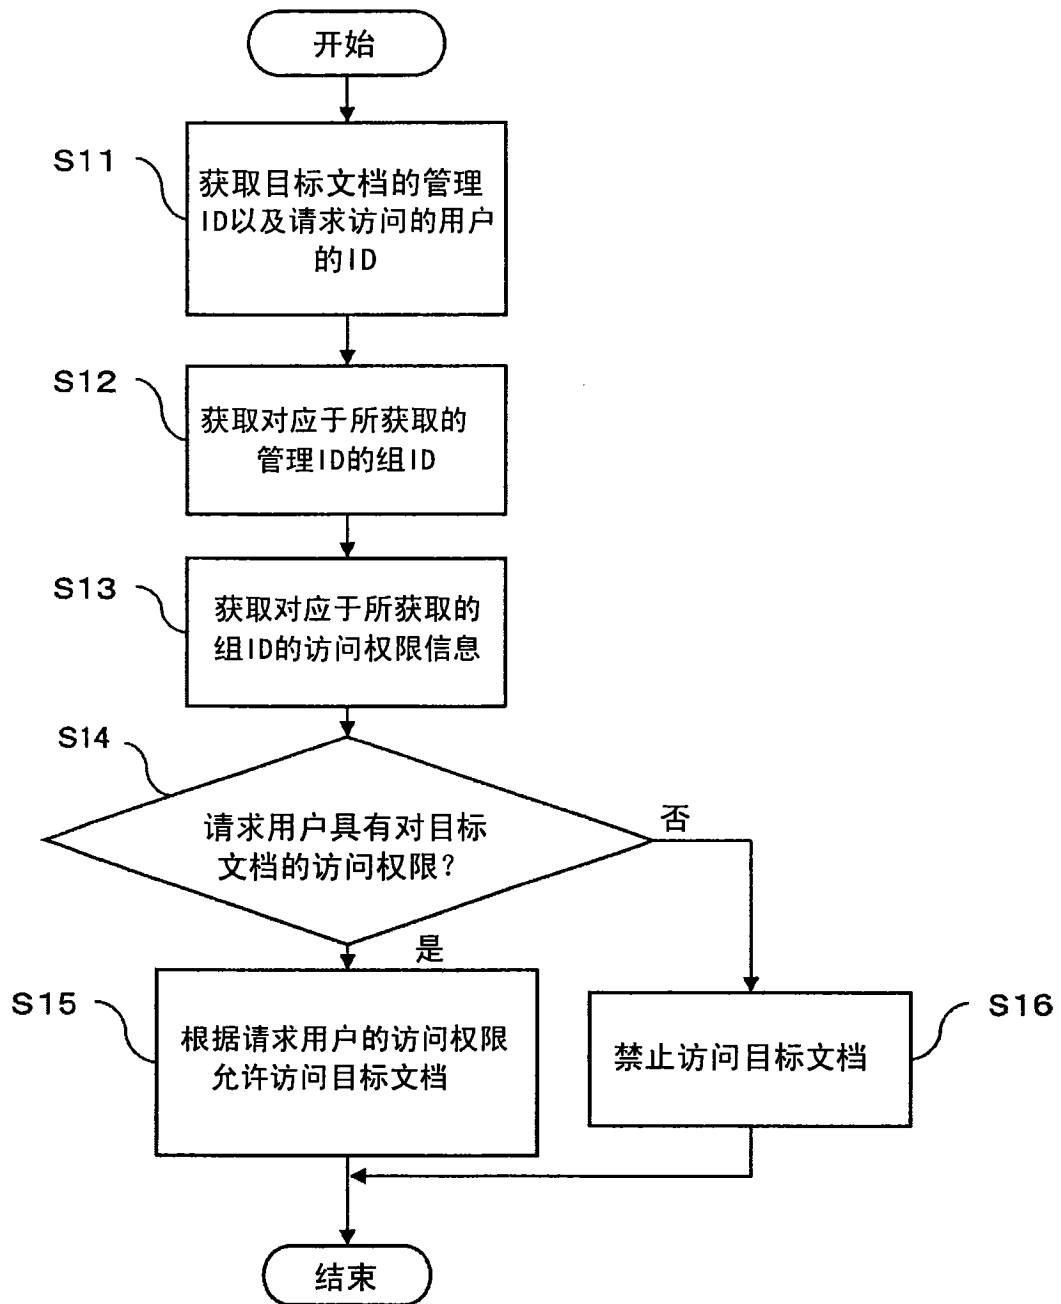 开始
S11
获取目标文档的管理
ID以及请求访问的用户
的ID
S12
获取对应于所获取的
管理ID的组ID
S13
获取对应于所获取的
组ID的访问权限信息
S14
请求用户具有对目标
文档的访问权限?
否
是
S15
根据请求用户的访问权限
允许访问目标文档
禁止访问目标文档
S16
结束